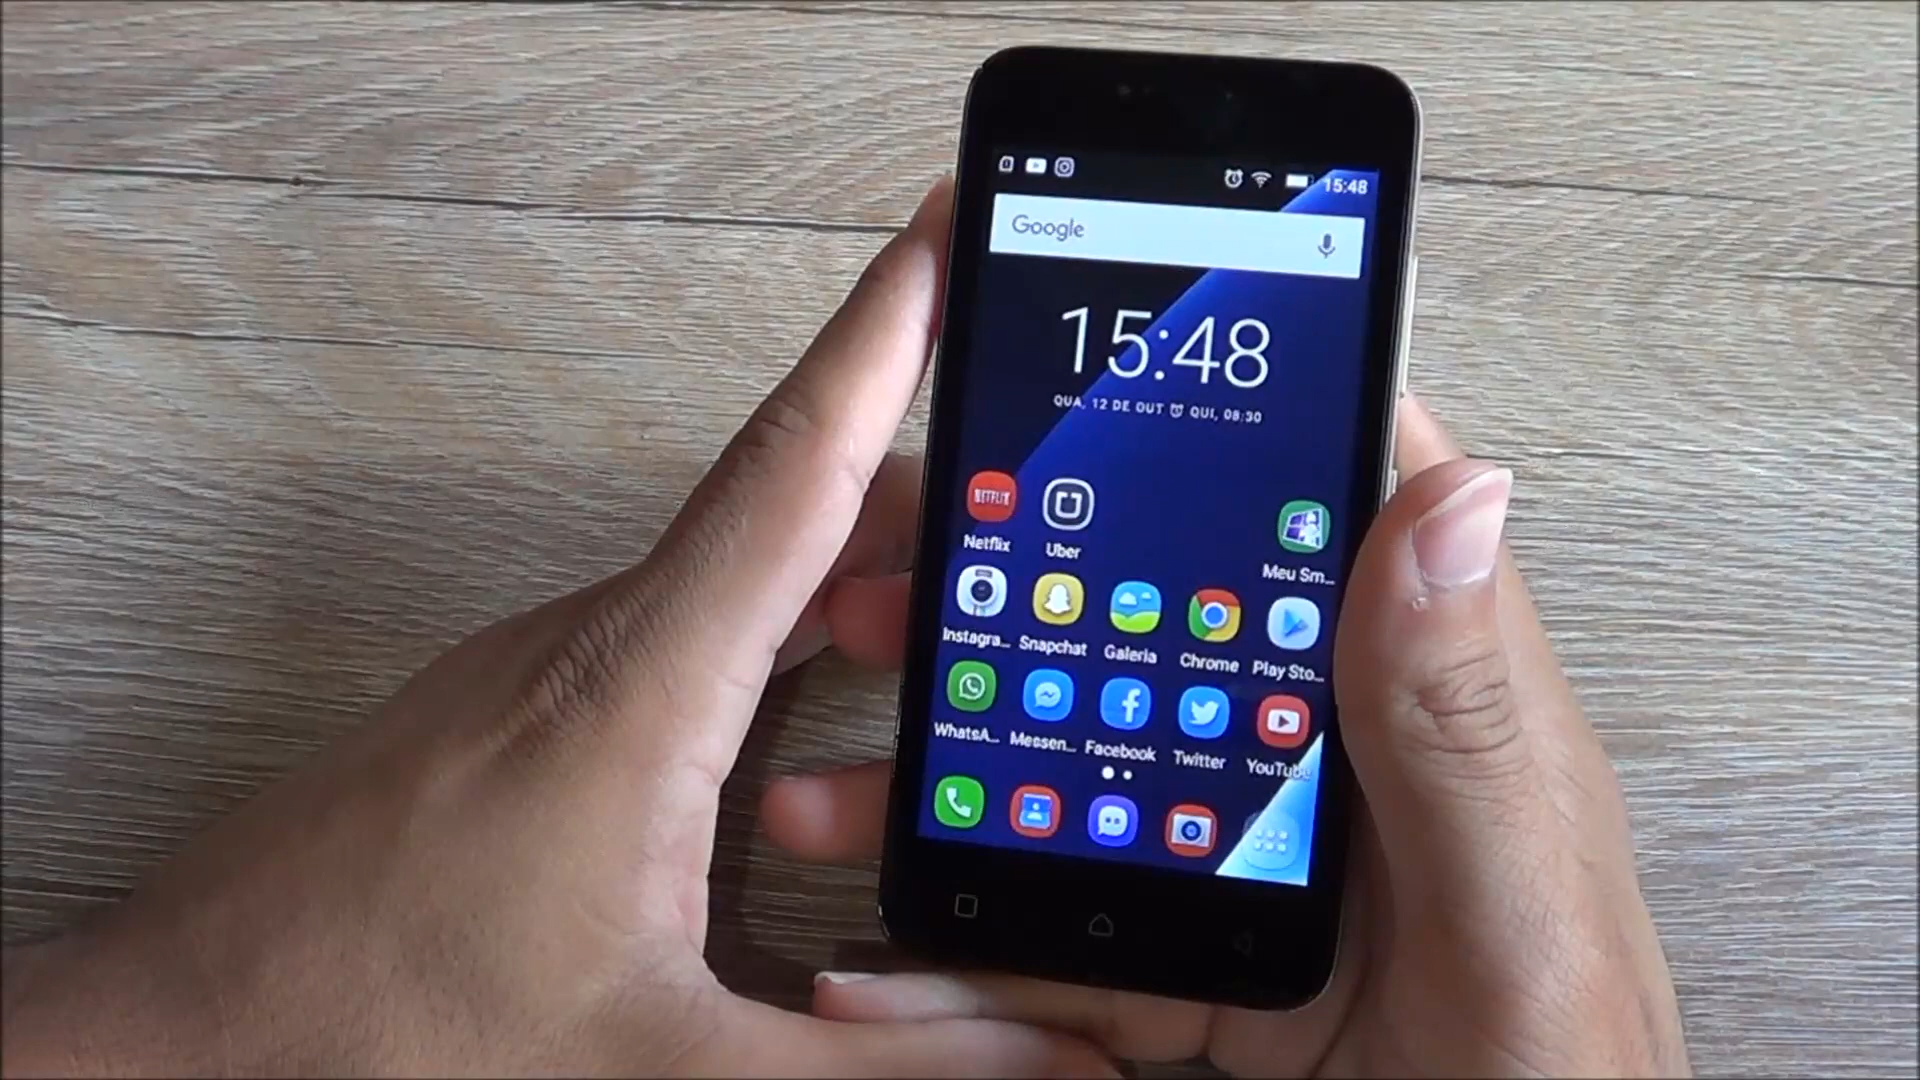 15:48
Google
15:48
QUA, 12 DE OUT QUI, 08:30
NETFLIX
Netflix
Uber
Meu Sm...
Instagra...
Snapchat
Galeria
Chrome
Play Sto...
WhatsA...
Messen...
Facebook
Twitter
YouTube